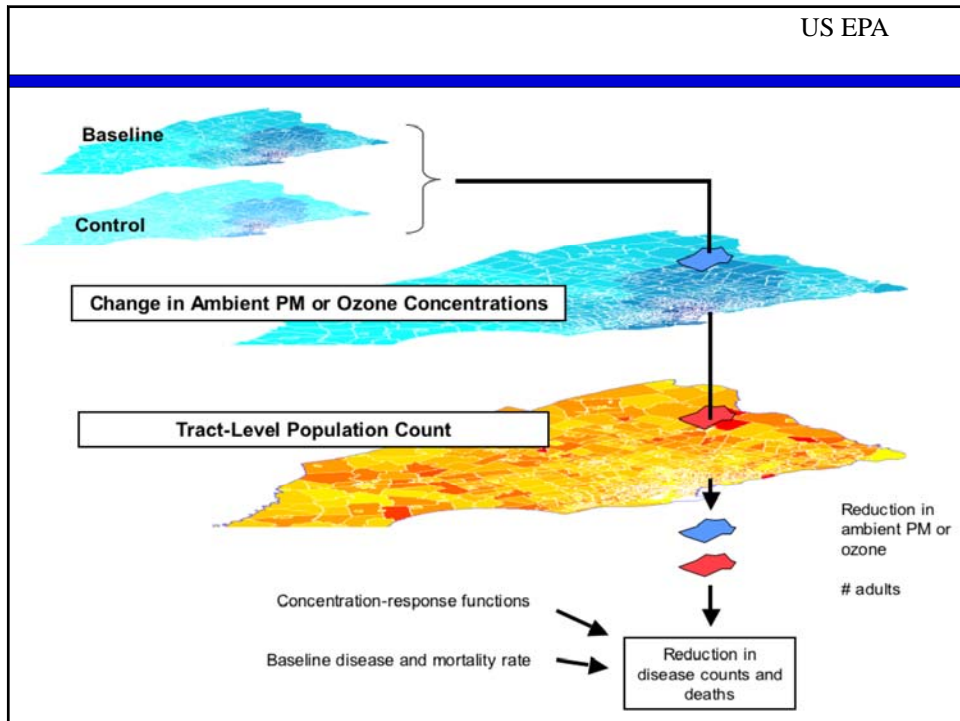 US EPA
Baseline
Control
Change in Ambient PM or Ozone Concentrations
Tract-Level Population Count
Reduction in
ambient PM or
ozone
# adults
Concentration-response functions
Baseline disease and mortality rate
Reduction in
disease counts and
deaths